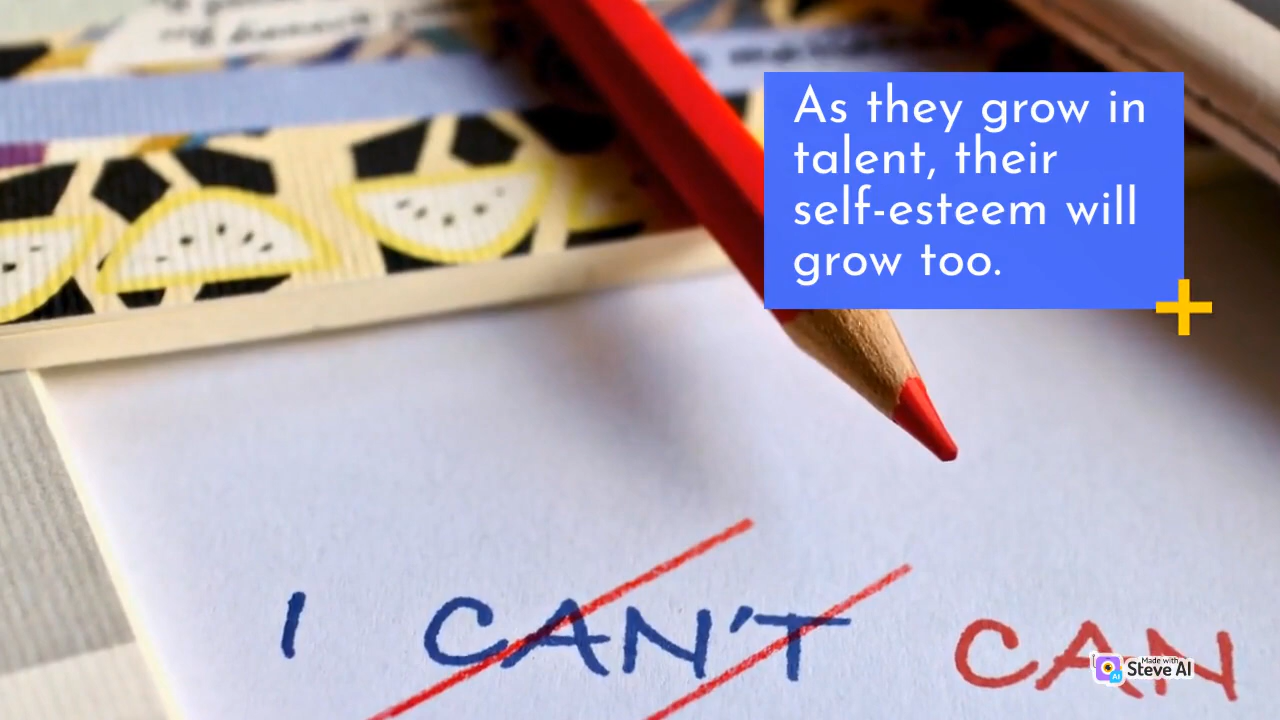 As they grow in
talent, their
self-esteem will
grow too.
I CAN'T CAN
Made with
Steve AI